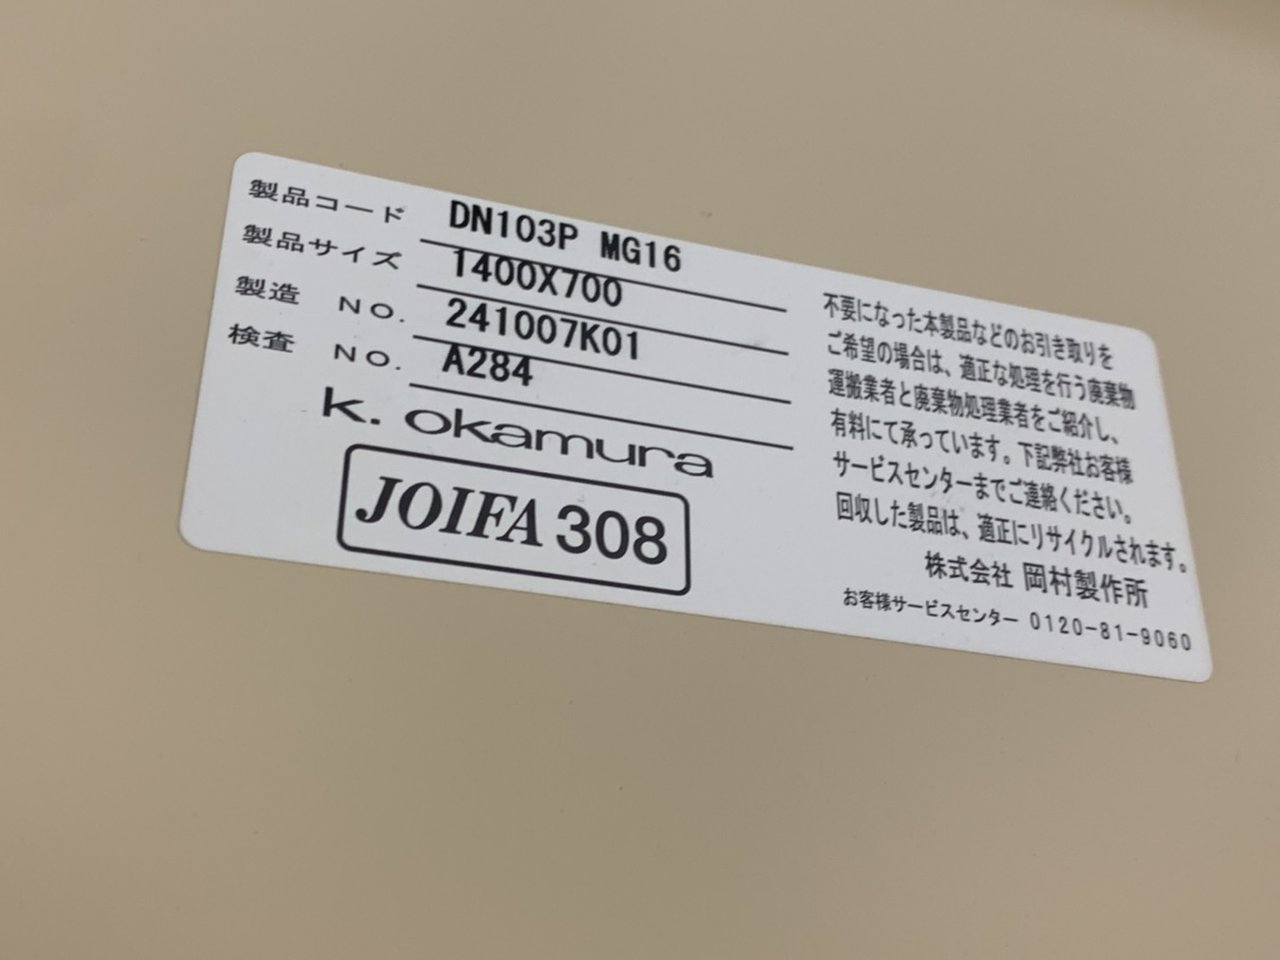 製品コード DN103P MG16
製品サイズ 1400X700
製造 NO. 241007K01
検査 NO. A284
k. okamura
JOIFA 308
不要になった本製品などのお引き取りを
ご希望の場合は、適正な処理を行う廃棄物
運搬業者と廃棄物処理業者をご紹介し、
有料にて承っています。下記弊社お客様
サービスセンターまでご連絡ください。
回収した製品は、適正にリサイクルされます。
株式会社 岡村製作所
お客様サービスセンター 0120-81-9060